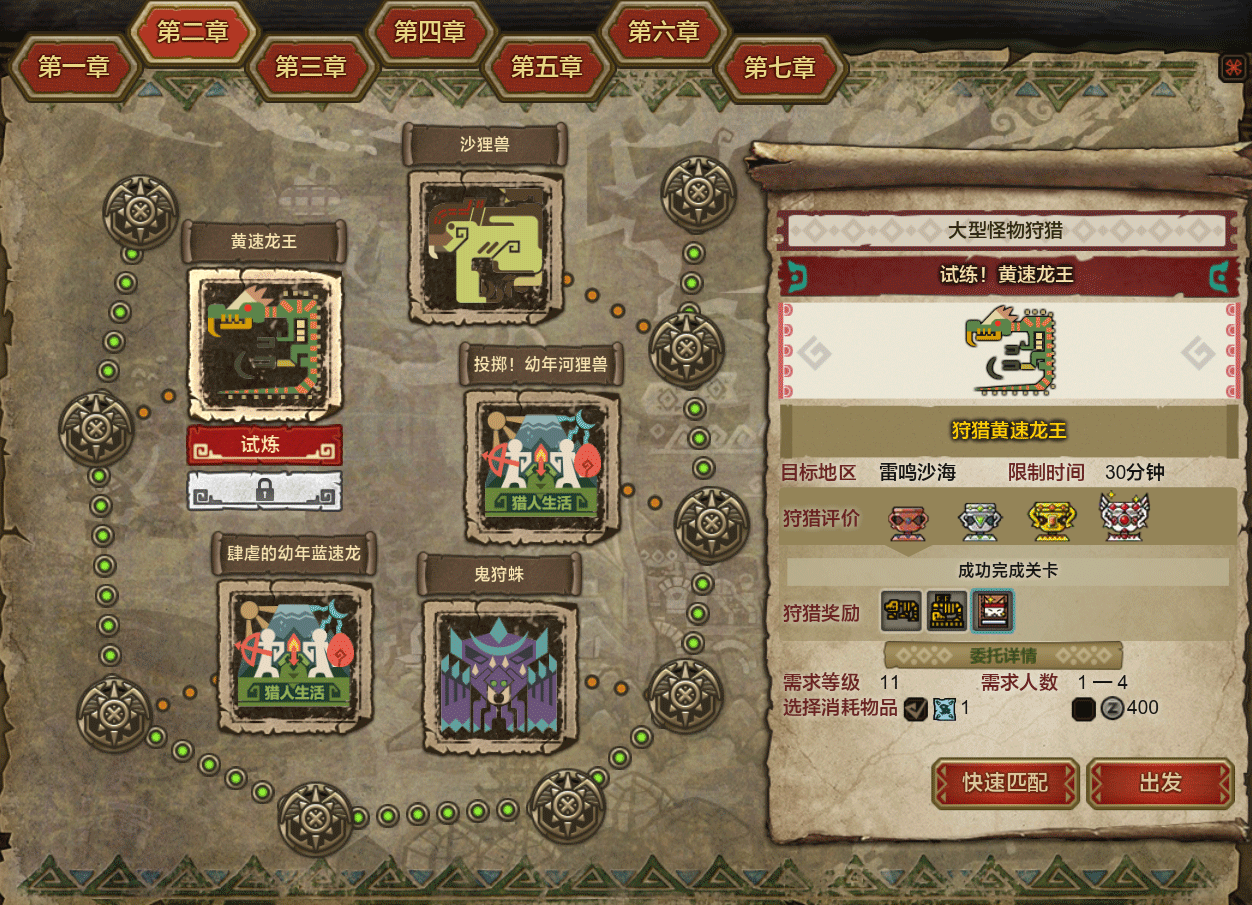 第一章
第二章
第三章
第四章
第五章
第六章
第七章
沙狸兽
黄速龙王
试炼
投掷！幼年河狸兽
猎人生活
肆虐的幼年蓝速龙
猎人生活
鬼狩蛛
大型怪物狩猎
试练！黄速龙王
狩猎黄速龙王
目标地区 雷鸣沙海 限制时间 30分钟
狩猎评价
成功完成关卡
狩猎奖励
委托详情
需求等级 11 需求人数 1 — 4
选择消耗物品 1 Z 400
快速匹配 出发